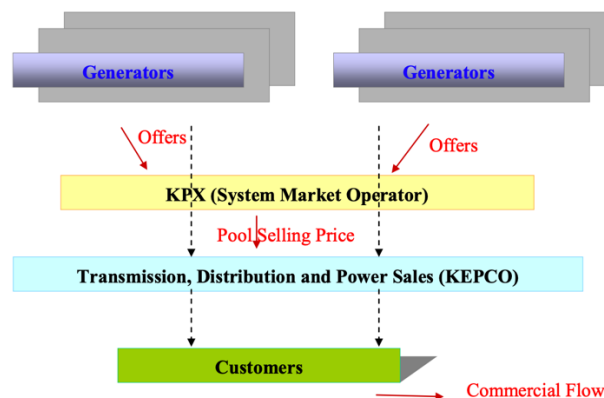 Generators
Generators
Offers
Offers
KPX (System Market Operator)
Pool Selling Price
Transmission, Distribution and Power Sales (KEPCO)
Customers
Commercial Flow